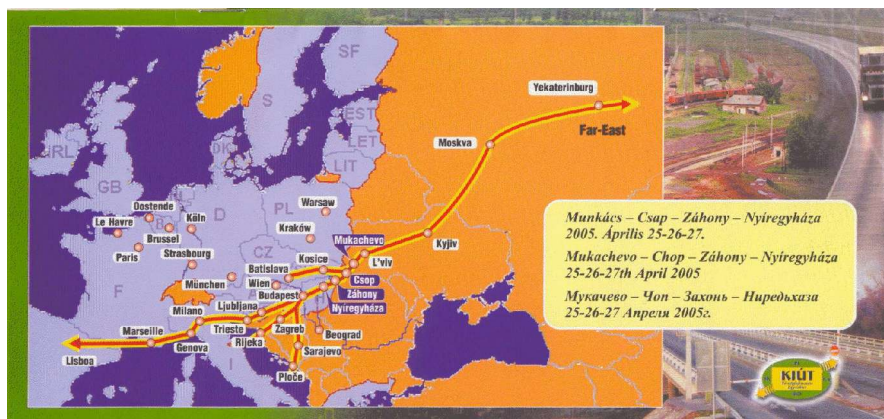 SF
S
EST
LET
LIT
DK
IRL
GB
D
PL
CZ
F
I
B
Yekaterinburg
Far-East
Moskva
Kyjiv
L'viv
Mukachevo
Csop
Záhony
Nyíregyháza
Kosice
Batislava
Wien
Budapest
Warsaw
Kraków
Oostende
Le Havre
Köln
Brussel
Paris
Strasbourg
München
Ljubljana
Milano
Trieste
Zagreb
Beograd
Rijeka
Sarajevo
Ploče
Marseille
Genova
Lisboa
Munkács – Csap – Záhony – Nyíregyháza
2005. Április 25-26-27.
Mukachevo – Chop – Záhony – Nyíregyháza
25-26-27th April 2005
Мукачево – Чоп – Захонь – Ниредьхаза
25-26-27 Апреля 2005г.
KIÚT